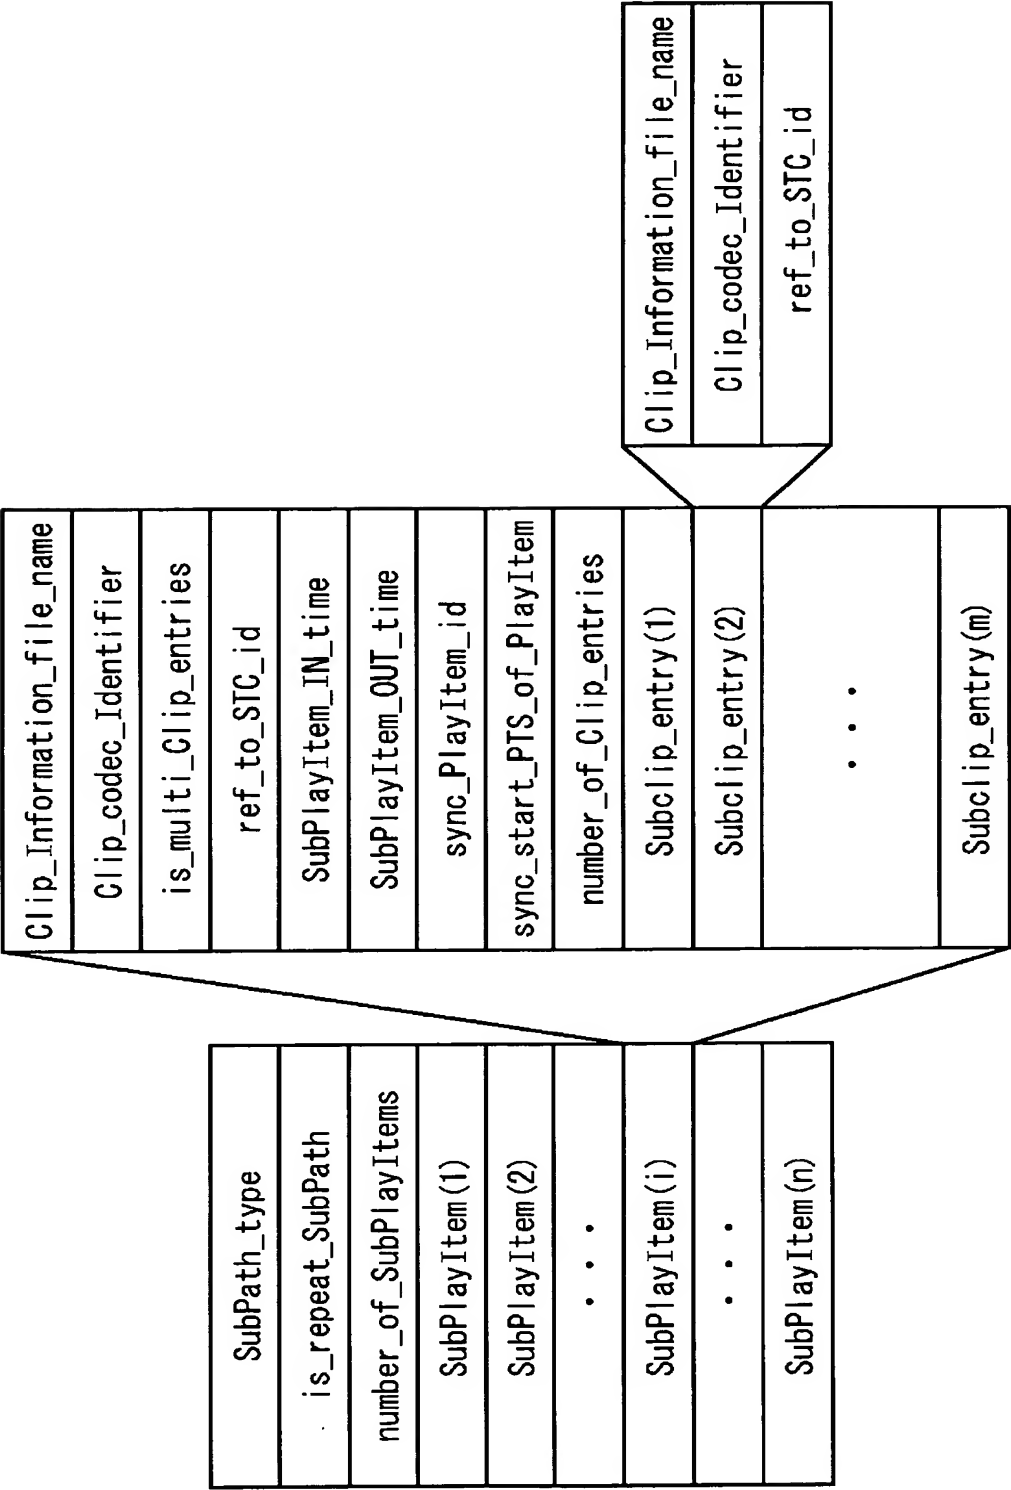 SubPath_type
is_repeat_SubPath
number_of_SubPlayItems
SubPlayItem(1)
SubPlayItem(2)
...
SubPlayItem(i)
...
SubPlayItem(n)
Clip_Information_file_name
Clip_codec_Identifier
is_multi_Clip_entries
ref_to_STC_id
SubPlayItem_IN_time
SubPlayItem_OUT_time
sync_PlayItem_id
sync_start_PTS_of_PlayItem
number_of_Clip_entries
Subclip_entry(1)
Subclip_entry(2)
...
Subclip_entry(m)
Clip_Information_file_name
Clip_codec_Identifier
ref_to_STC_id